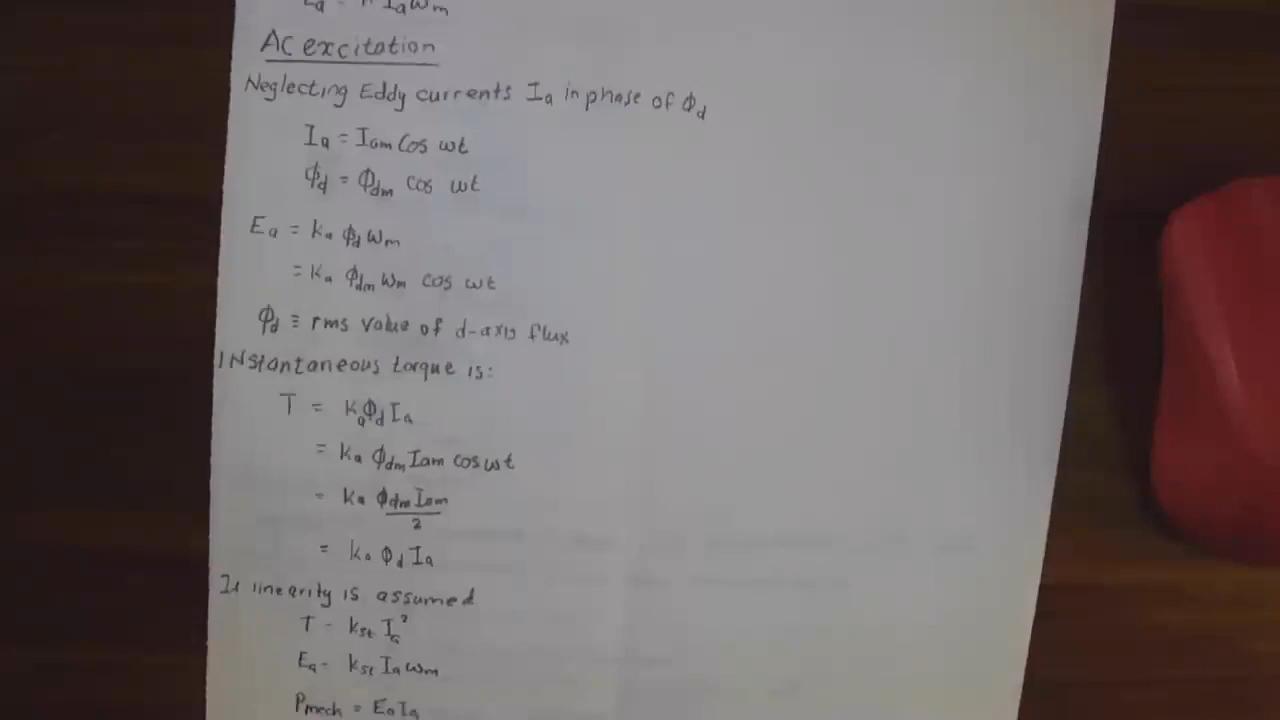 Ea = K Ia ωm
AC excitation
Neglecting Eddy currents Ia in phase of Φd
Ia = Iam Cos ωt
Φd = Φdm cos ωt
Ea = Ka Φd ωm
= Ka Φdm ωm cos ωt
Φd ≡ rms value of d-axis flux
INstantaneous torque is:
T = Ka Φd Ia
= Ka Φdm Iam cos ωt
= Ka Φdm Iam / 2
= Ka Φd Ia
If linearity is assumed
T = Kst Ia²
Ea = Kst Ia ωm
Pmech = Ea Ia